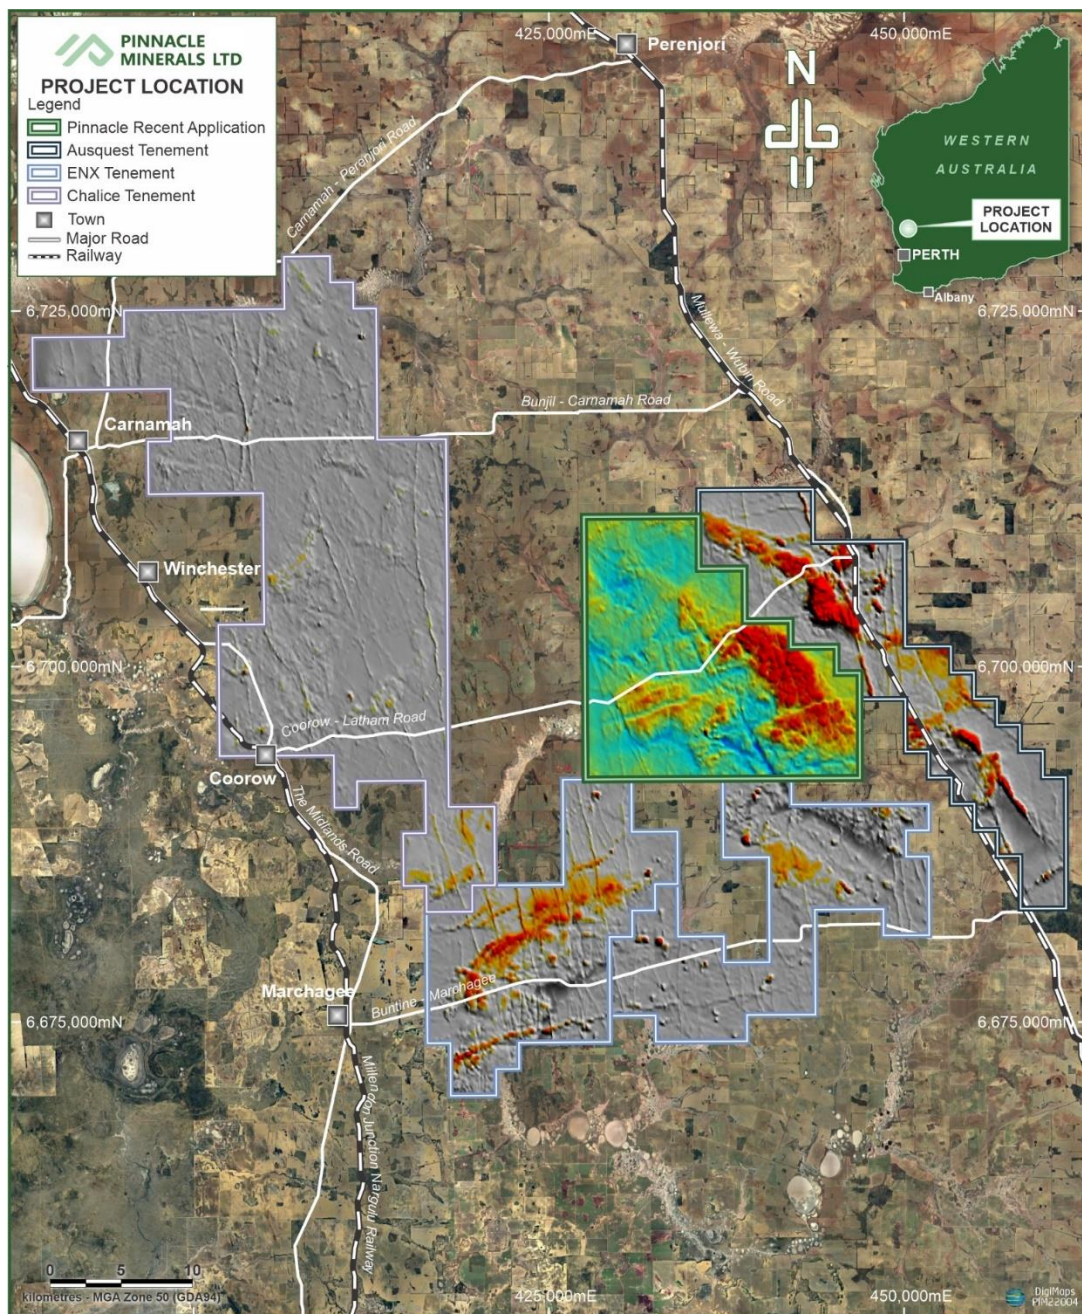 PINNACLE
MINERALS LTD
PROJECT LOCATION
Legend
Pinnacle Recent Application
Ausquest Tenement
ENX Tenement
Chalice Tenement
Town
Major Road
Railway
425,000mE
450,000mE
Perenjori
N
WESTERN
AUSTRALIA
PROJECT
LOCATION
PERTH
Albany
Carnamah - Perenjori Road
6,725,000mN
6,725,000mN
Mullewa - Wubin Road
Bunjil - Carnamah Road
Carnamah
Winchester
6,700,000mN
6,700,000mN
Coorow - Latham Road
Coorow
The Midlands Road
Marchagee
Buntine - Marchagee
6,675,000mN
6,675,000mN
Millendon Junction Narngulu Railway
0 5 10
kilometres - MGA Zone 50 (GDA94)
425,000mE
450,000mE
DigiMaps
PIM22004